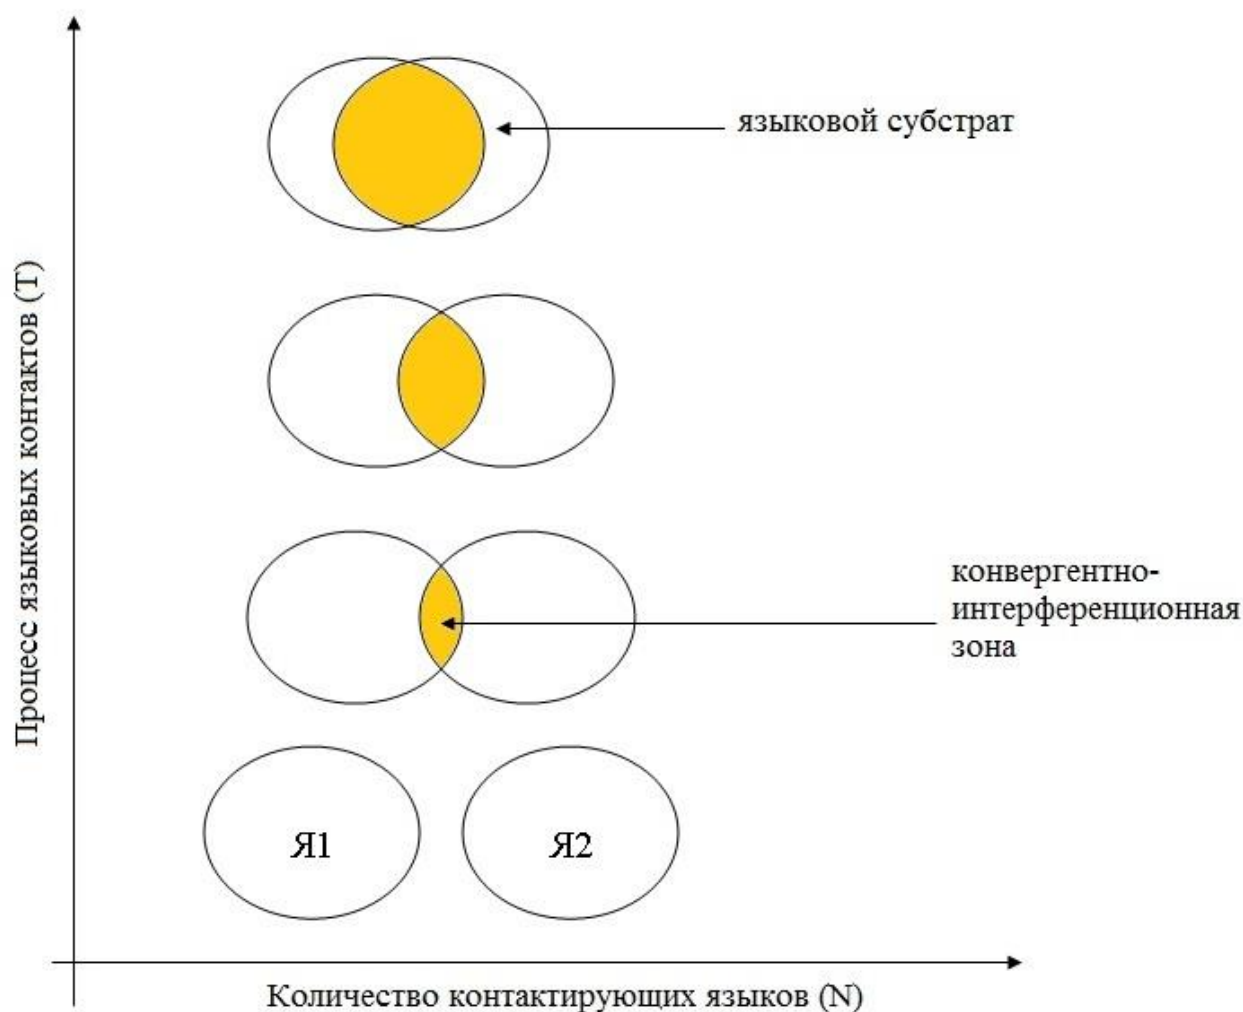 языковой субстрат
Процесс языковых контактов (Т)
конвергентно-
интерференционная
зона
Я1
Я2
Количество контактирующих языков (N)